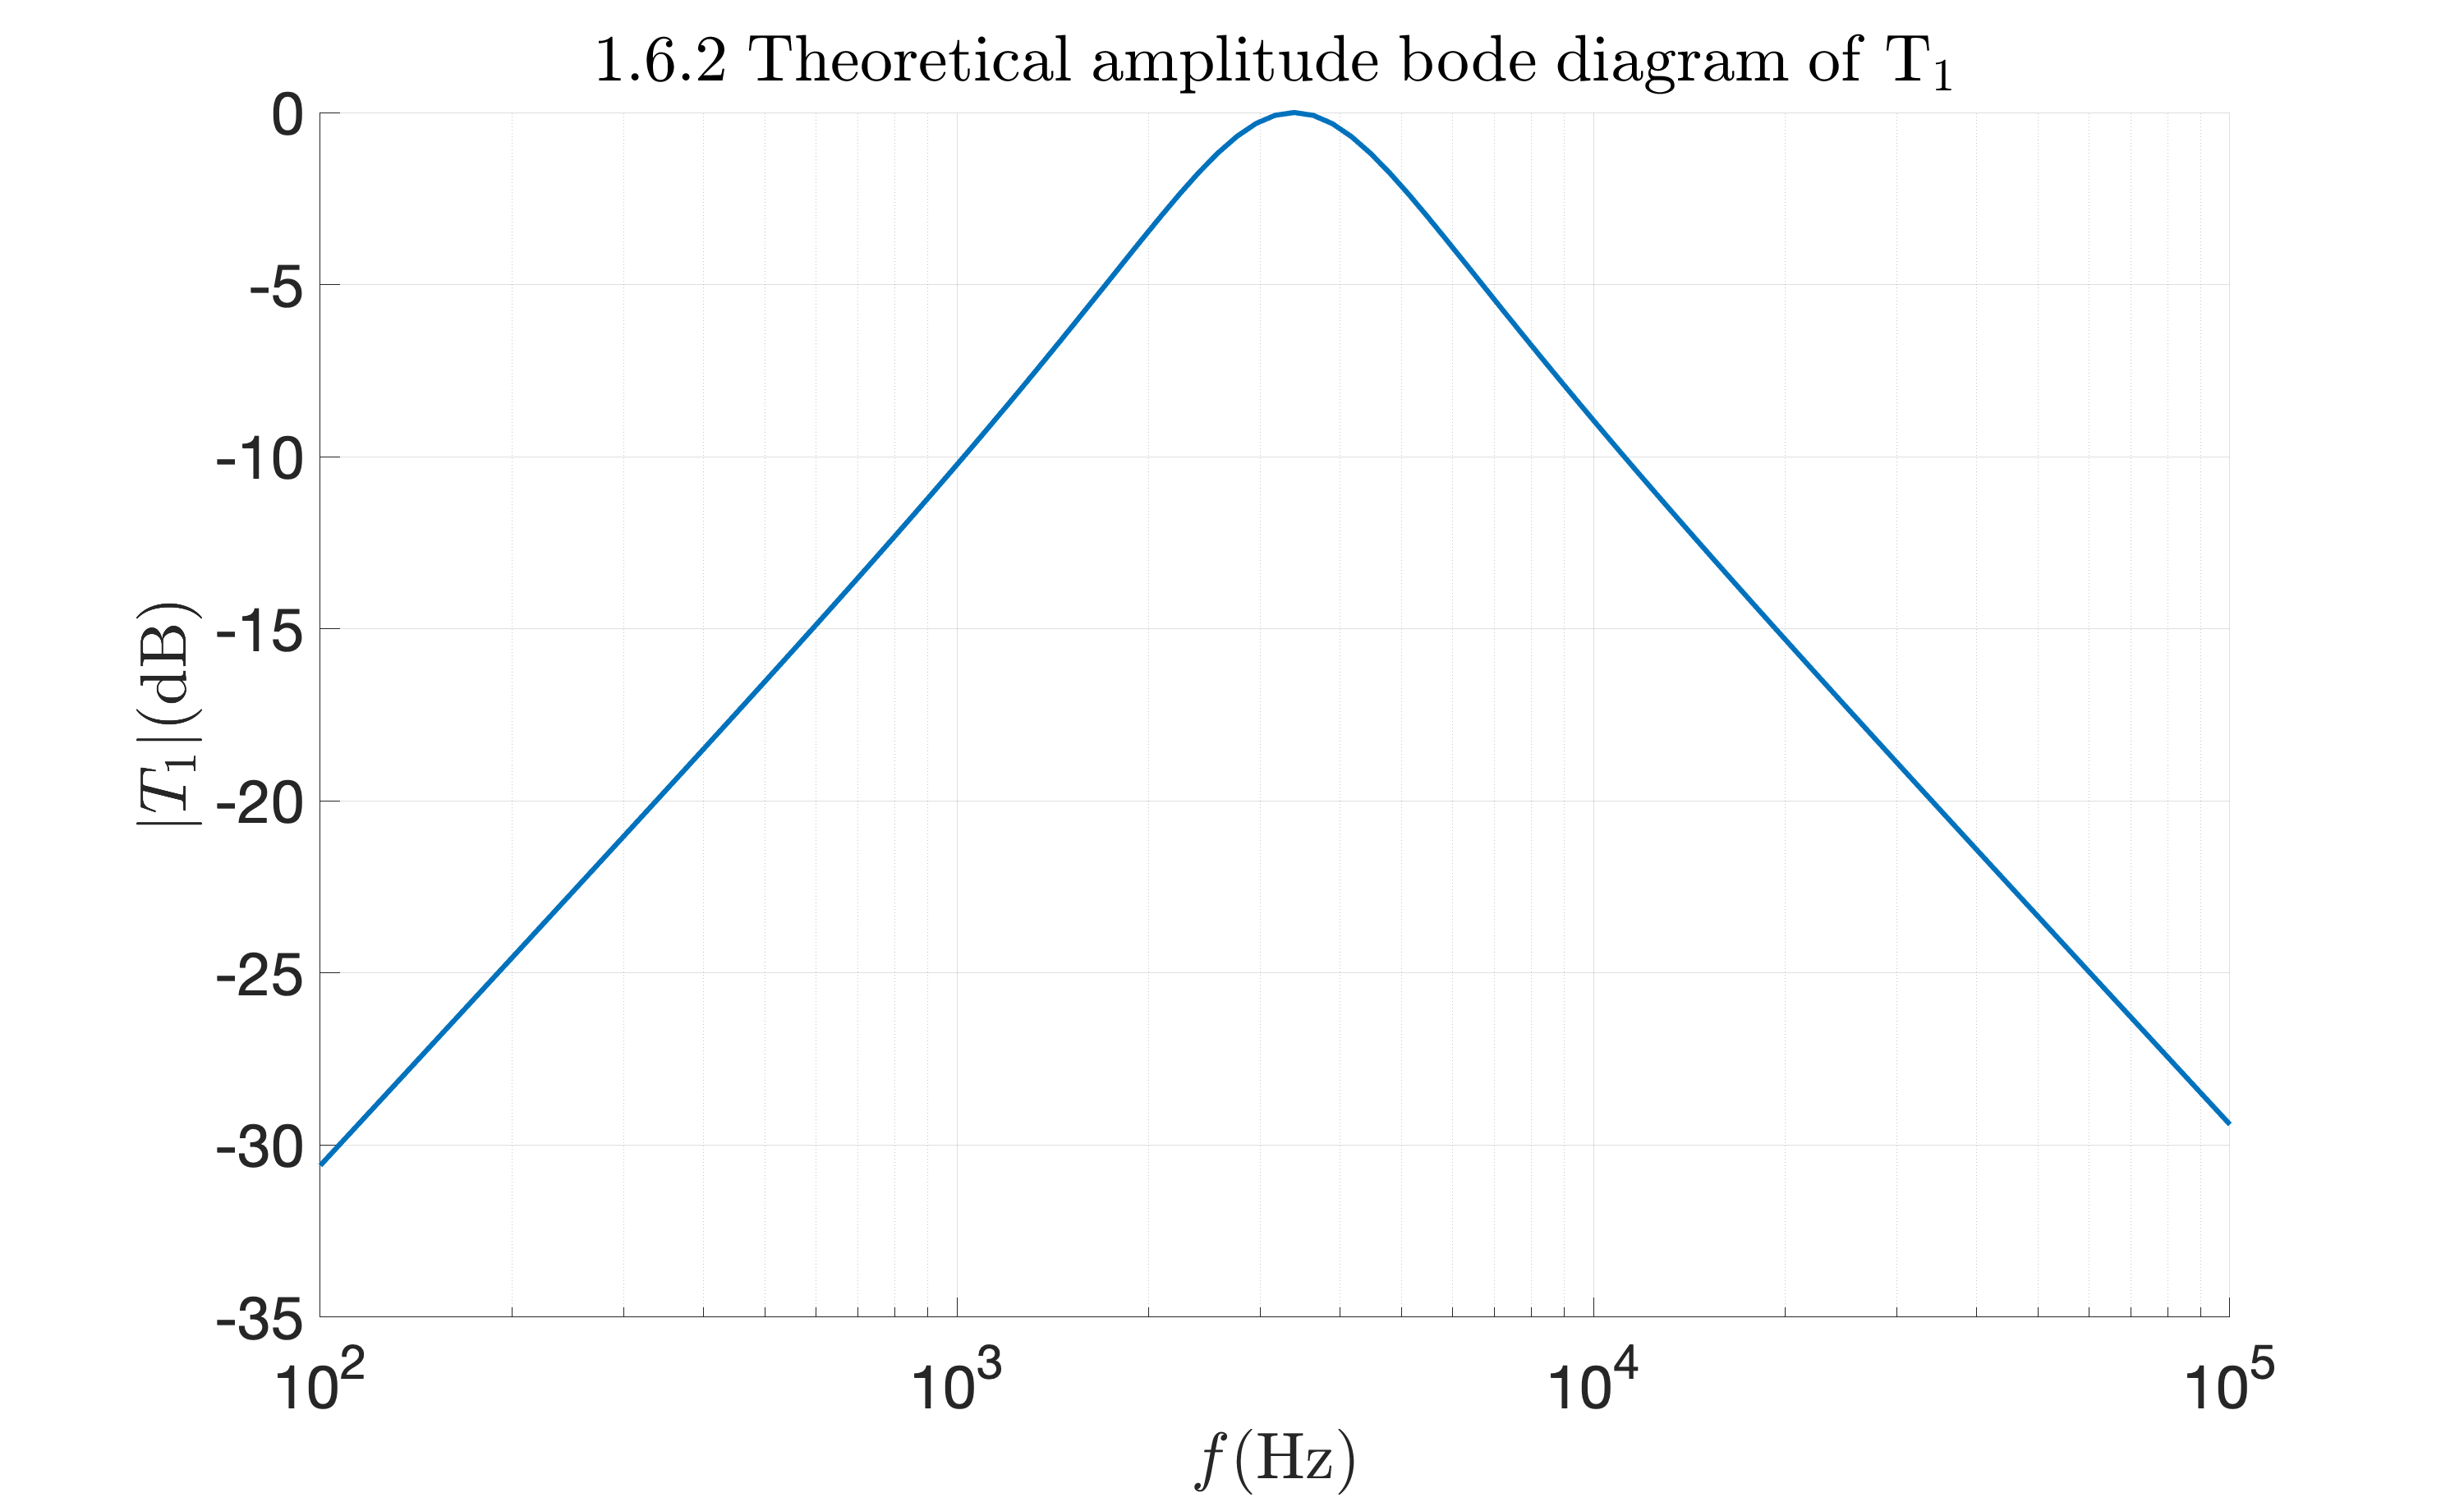 1.6.2 Theoretical amplitude bode diagram of T₁
0
-5
-10
-15
-20
-25
-30
-35
|T₁|(dB)
10² 10³ 10⁴ 10⁵
f(Hz)